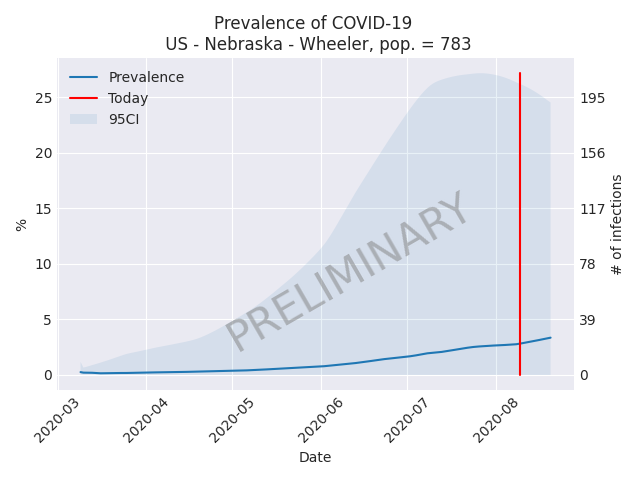 Prevalence of COVID-19
US - Nebraska - Wheeler, pop. = 783
Prevalence
Today
95CI
25
20
15
10
5
0
%
195
156
117
78
39
0
# of infections
PRELIMINARY
2020-03
2020-04
2020-05
2020-06
2020-07
2020-08
Date